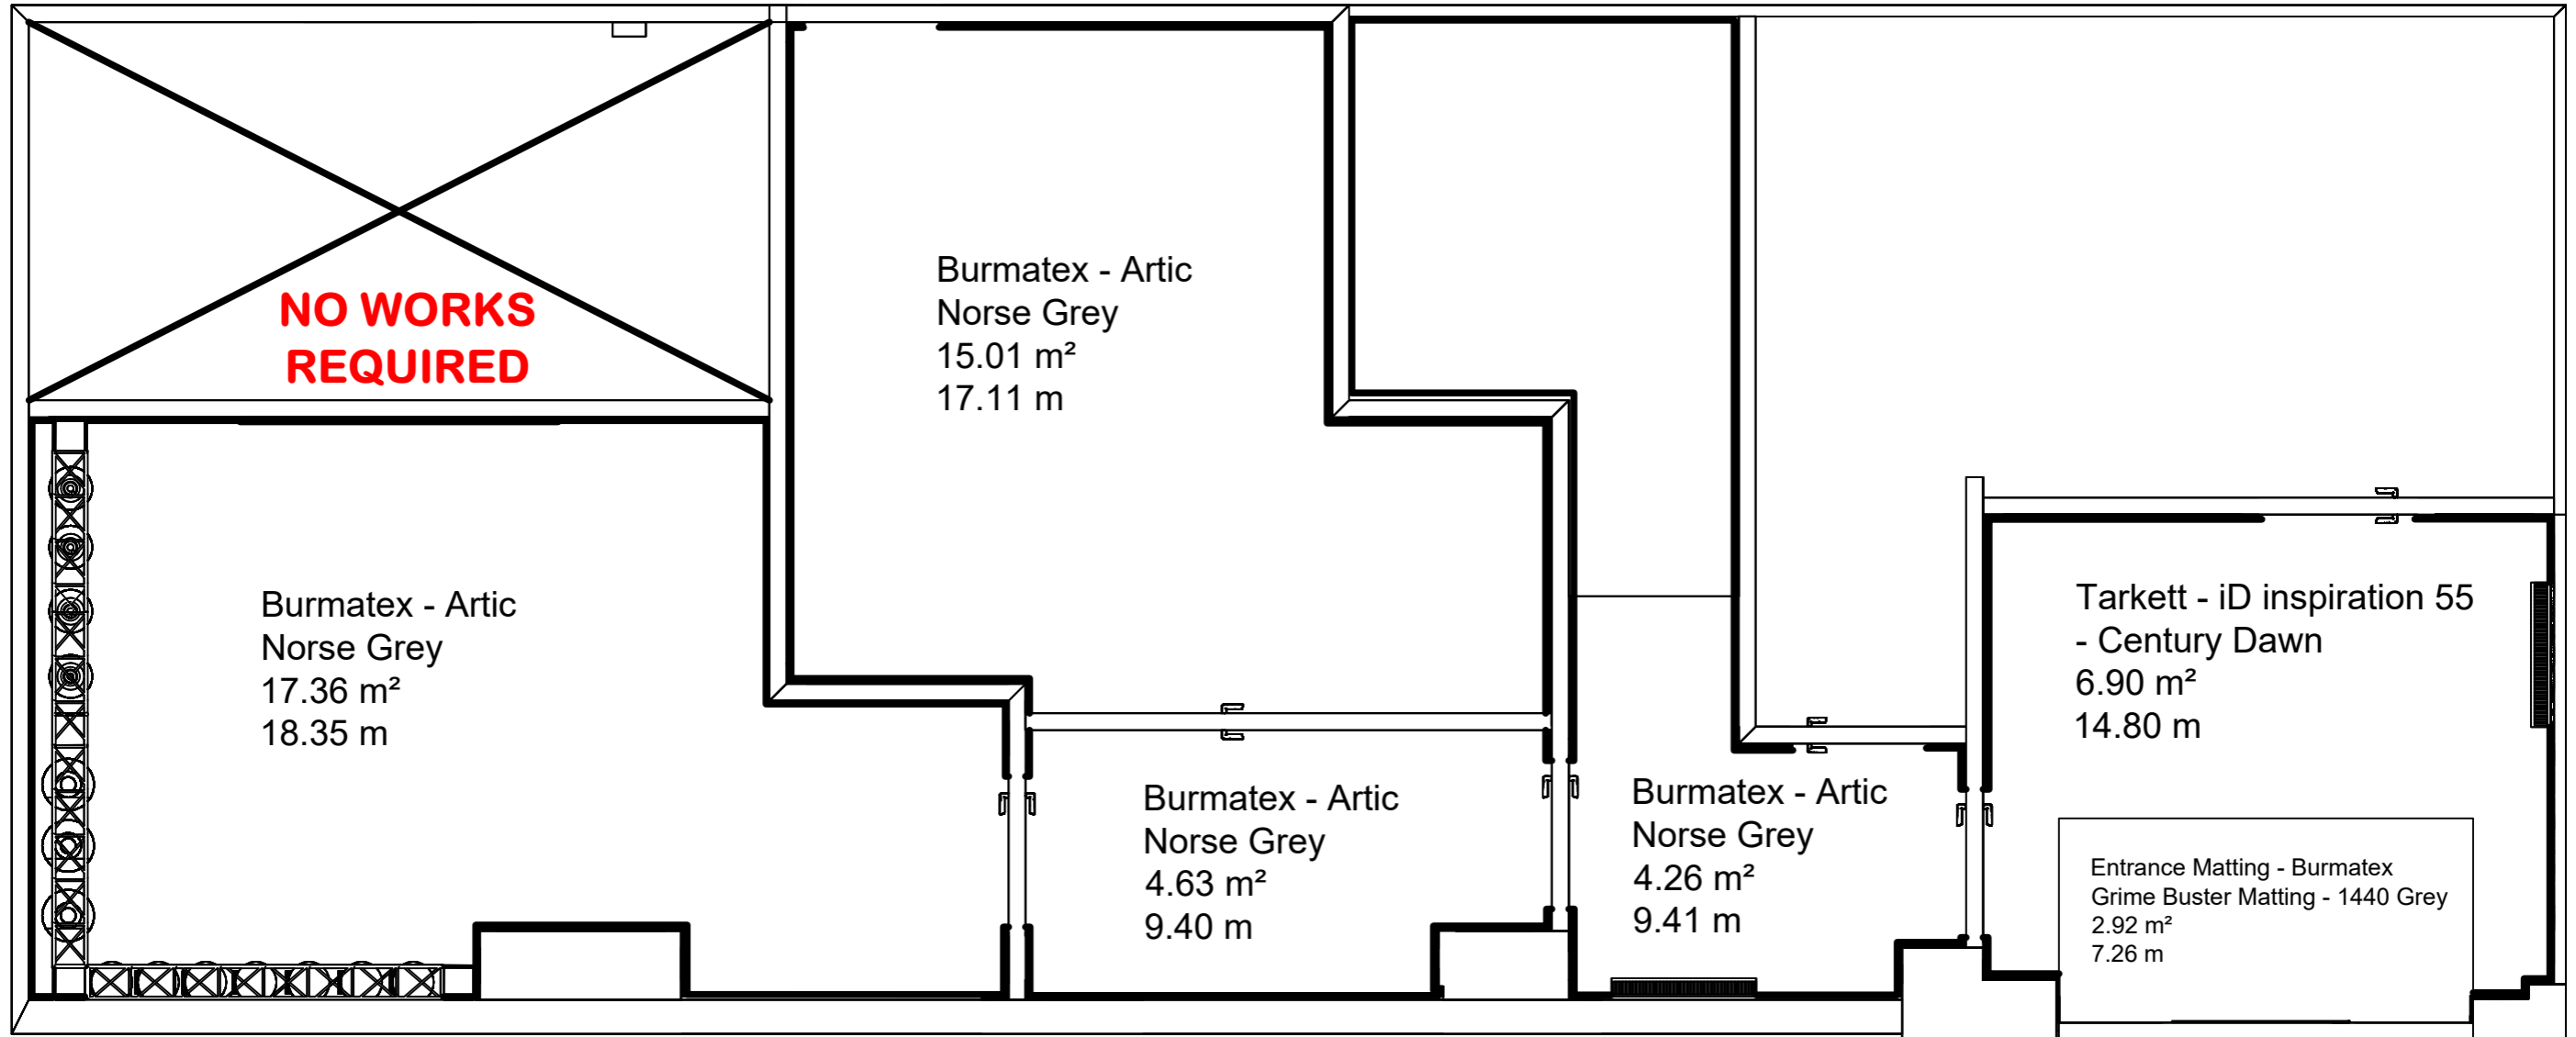 NO WORKS
REQUIRED
Burmatex - Artic
Norse Grey
15.01 m²
17.11 m
Burmatex - Artic
Norse Grey
17.36 m²
18.35 m
Burmatex - Artic
Norse Grey
4.63 m²
9.40 m
Burmatex - Artic
Norse Grey
4.26 m²
9.41 m
Tarkett - iD inspiration 55
- Century Dawn
6.90 m²
14.80 m
Entrance Matting - Burmatex
Grime Buster Matting - 1440 Grey
2.92 m²
7.26 m